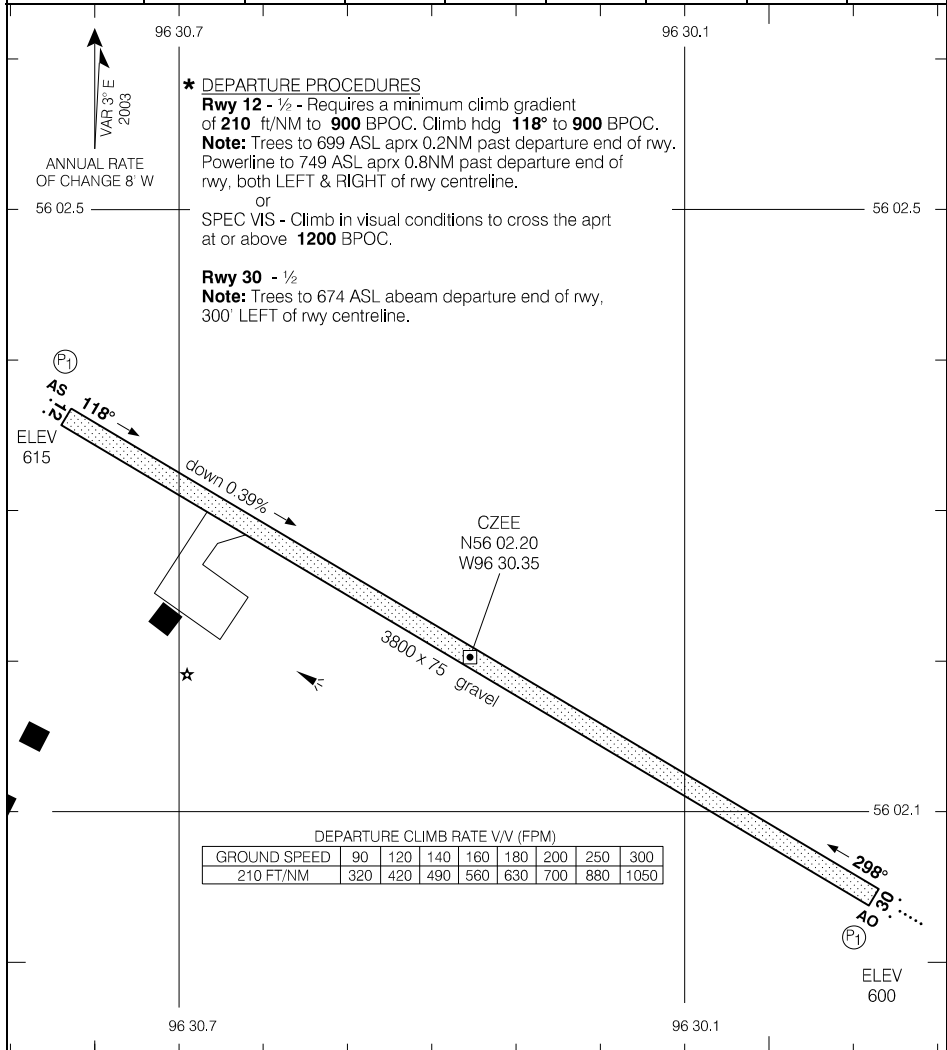 96 30.7
96 30.1
VAR 3° E
2003
ANNUAL RATE
OF CHANGE 8' W
* DEPARTURE PROCEDURES
Rwy 12 - ½ - Requires a minimum climb gradient
of 210 ft/NM to 900 BPOC. Climb hdg 118° to 900 BPOC.
Note: Trees to 699 ASL aprx 0.2NM past departure end of rwy.
Powerline to 749 ASL aprx 0.8NM past departure end of
rwy, both LEFT & RIGHT of rwy centreline.
or
SPEC VIS - Climb in visual conditions to cross the aprt
at or above 1200 BPOC.
56 02.5
56 02.5
Rwy 30 - ½
Note: Trees to 674 ASL abeam departure end of rwy,
300' LEFT of rwy centreline.
P1
AS
12
118°
ELEV
615
down 0.39%
CZEE
N56 02.20
W96 30.35
3800 x 75 gravel
56 02.1
DEPARTURE CLIMB RATE V/V (FPM)
GROUND SPEED 90 120 140 160 180 200 250 300
210 FT/NM 320 420 490 560 630 700 880 1050
298°
30
AO
P1
ELEV
600
96 30.7
96 30.1